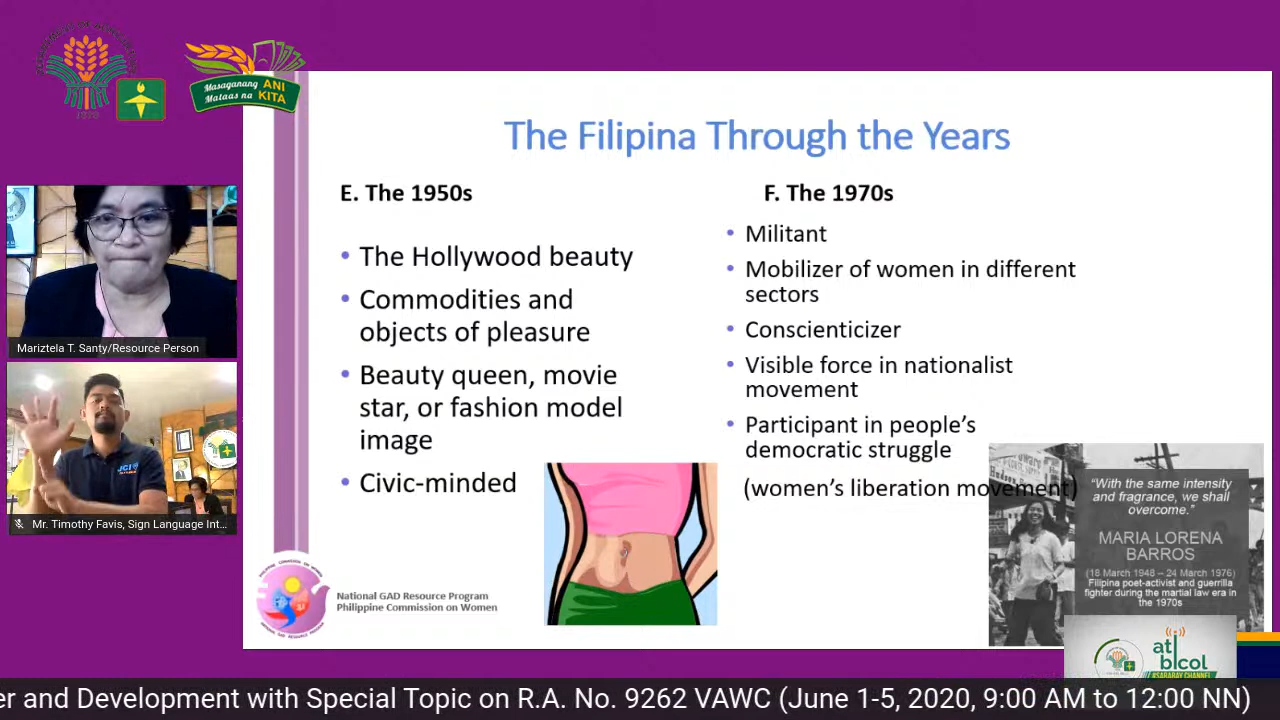 Masaganang ANI
Mataas na KITA
The Filipina Through the Years
E. The 1950s
• The Hollywood beauty
• Commodities and
objects of pleasure
• Beauty queen, movie
star, or fashion model
image
• Civic-minded
F. The 1970s
• Militant
• Mobilizer of women in different
sectors
• Conscienticizer
• Visible force in nationalist
movement
• Participant in people’s
democratic struggle
(women’s liberation movement)
“With the same intensity
and fragrance, we shall
overcome.”
MARIA LORENA
BARROS
(18 March 1948 – 24 March 1976)
Filipina poet-activist and guerrilla
fighter during the martial law era in
the 1970s
Mariztela T. Santy/Resource Person
JCI
Mr. Timothy Favis, Sign Language Int...
National GAD Resource Program
Philippine Commission on Women
ati bicol
#SARABAY CHANNEL
er and Development with Special Topic on R.A. No. 9262 VAWC (June 1-5, 2020, 9:00 AM to 12:00 NN)